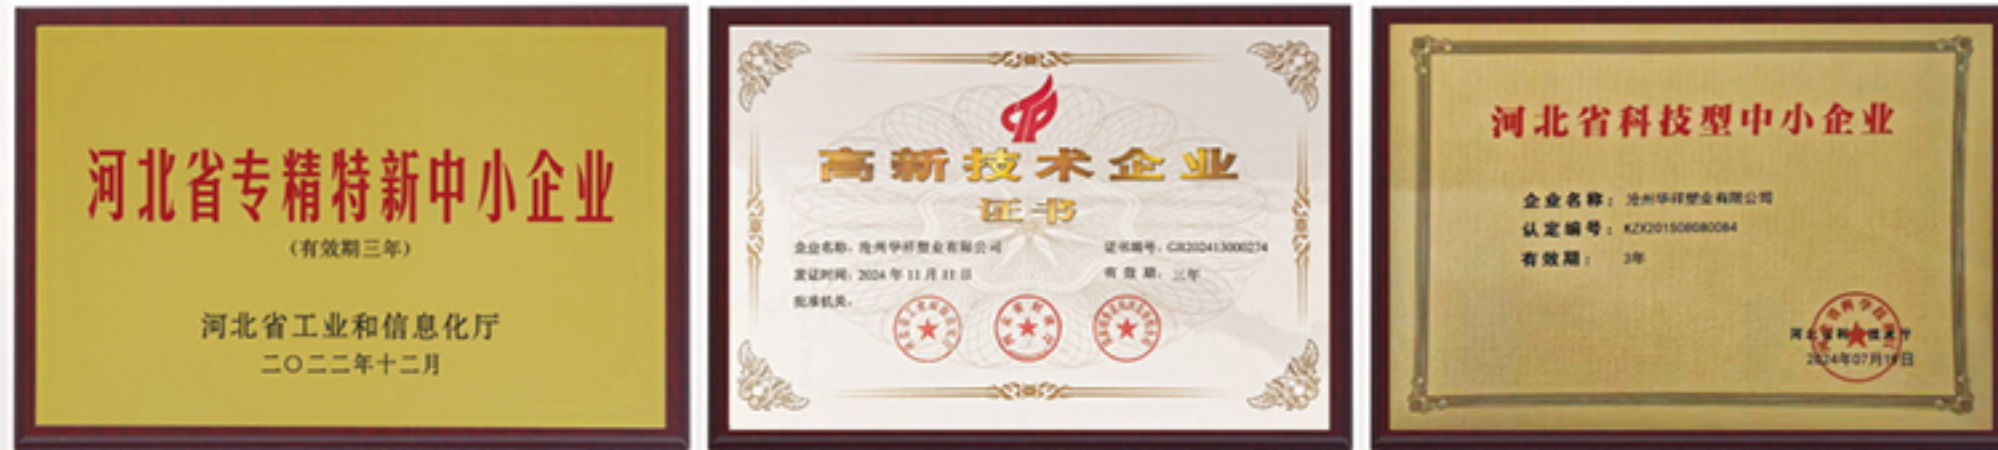 河北省专精特新中小企业
(有效期三年)
河北省工业和信息化厅
二〇二二年十二月
高新技术企业
证书
企业名称：沧州华祥塑业有限公司
证书编号：GR202413000274
发证时间：2024年11月11日
有效期：三年
批准机关：
河北省科技型中小企业
企业名称：沧州华祥塑业有限公司
认定编号：KZX201508080084
有效期：3年
河北省科学技术厅
2024年07月